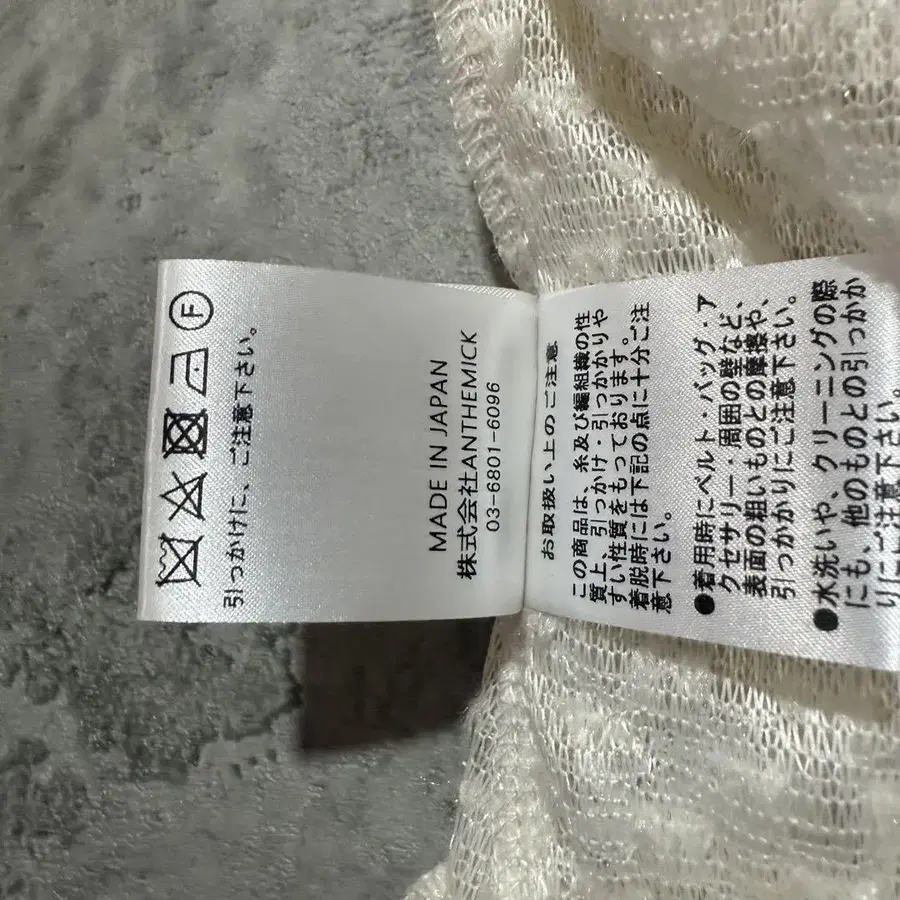 F
引っかけに、ご注意下さい。
MADE IN JAPAN
株式会社ANTHEMICK
03-6801-6096
お取扱い上のご注意
この商品は、糸及び編組織の性
質上、引っかけ・引っかかりや
すい性質をもっております。
着脱時には下記の点に十分ご注
意下さい。
●着用時にベルト・バッグ・ア
クセサリー・周囲の壁など、
表面の粗いものとの摩擦や、
引っかかりにご注意下さい。
●水洗いや、クリーニングの際
にも、他のものとの引っかか
りにご注意下さい。